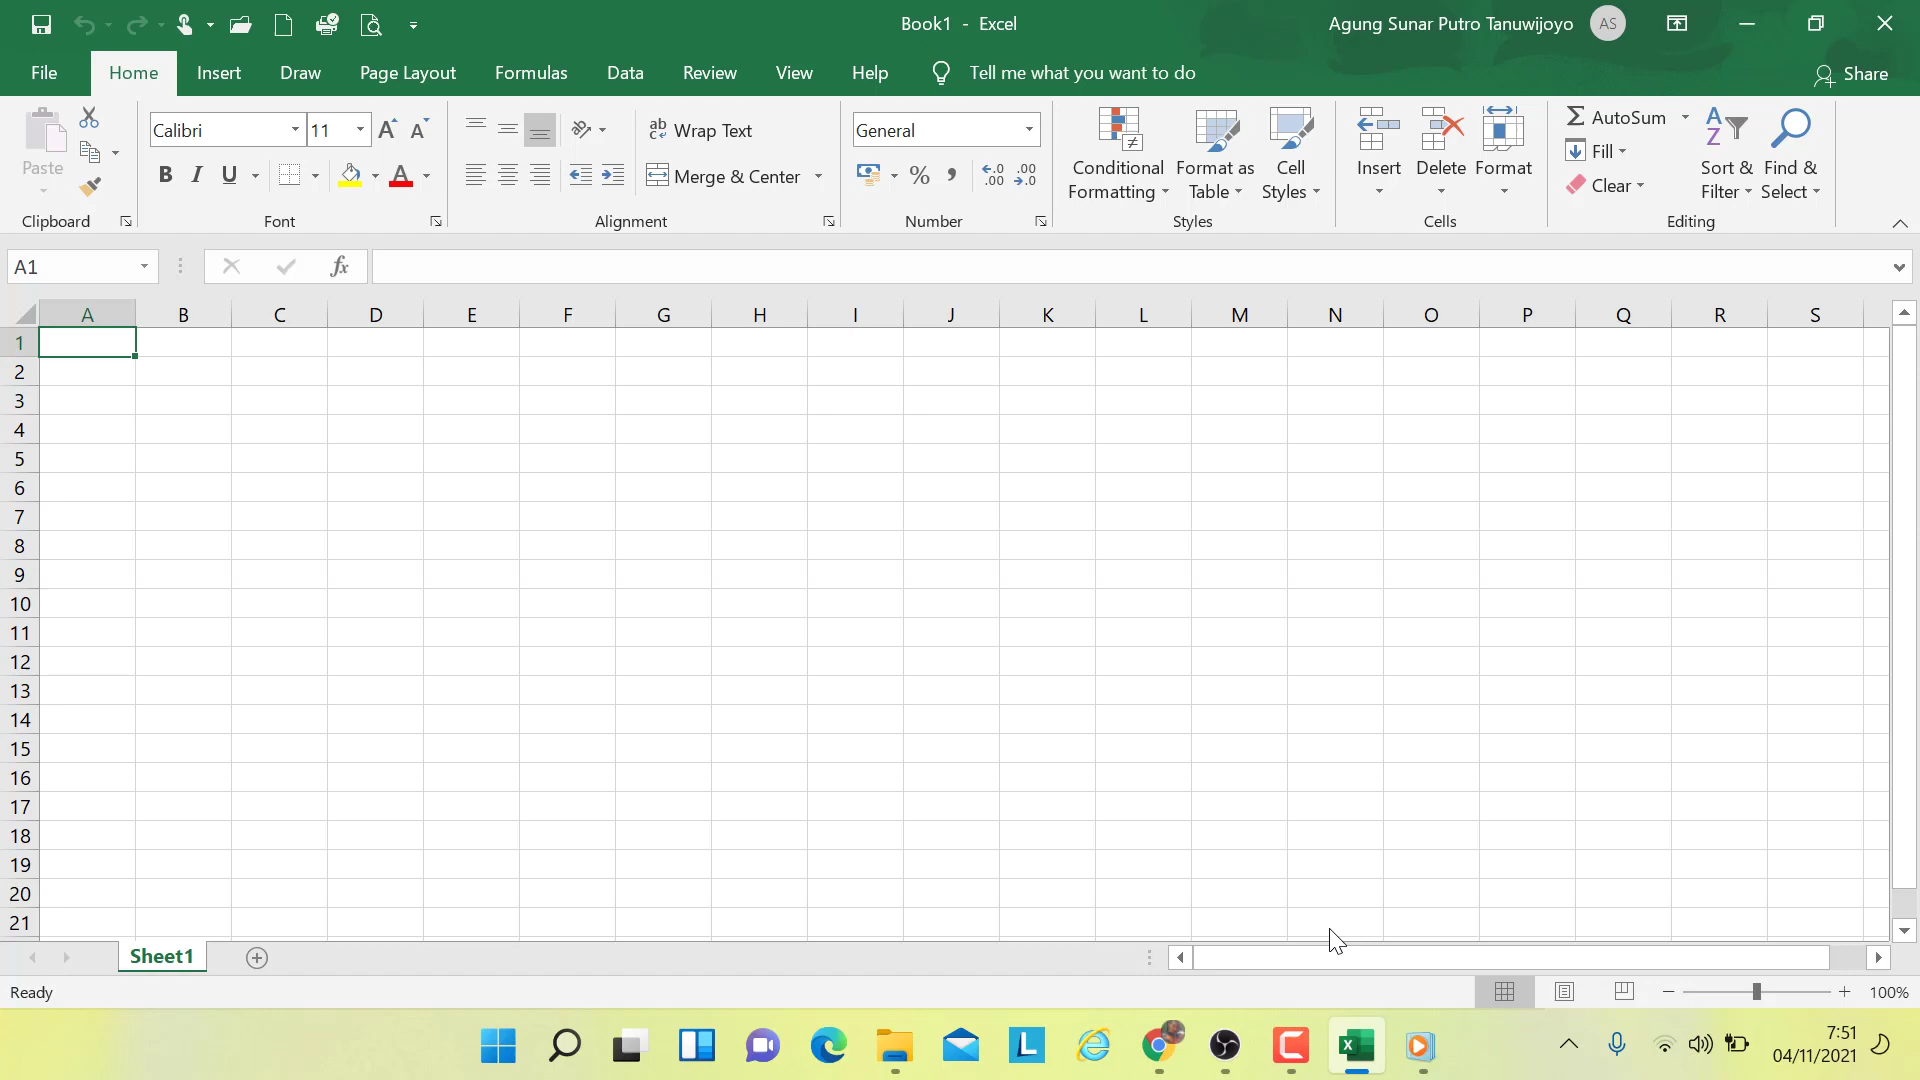 Book1 - Excel
Agung Sunar Putro Tanuwijoyo AS
File Home Insert Draw Page Layout Formulas Data Review View Help Tell me what you want to do Share
Paste
Clipboard
Calibri 11
B I U A
Font
ab Wrap Text
Merge & Center
Alignment
General
% ,
Number
Conditional Formatting
Format as Table
Cell Styles
Styles
Insert Delete Format
Cells
AutoSum
Fill
Clear
Sort & Filter
Find & Select
Editing
A1 fx
A B C D E F G H I J K L M N O P Q R S
1
2
3
4
5
6
7
8
9
10
11
12
13
14
15
16
17
18
19
20
21
Sheet1
Ready 100%
7:51
04/11/2021